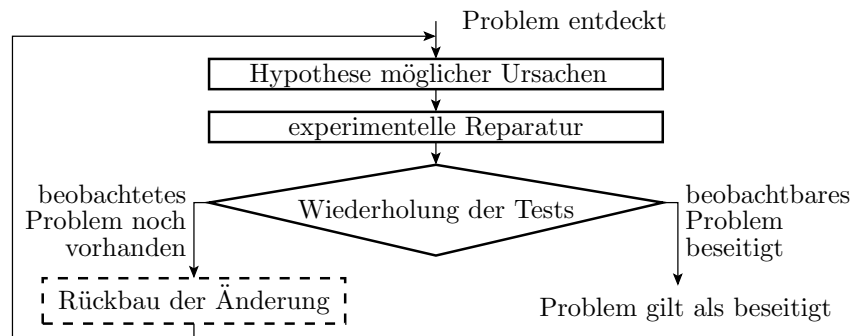 Problem entdeckt
Hypothese möglicher Ursachen
experimentelle Reparatur
Wiederholung der Tests
beobachtetes
Problem noch
vorhanden
beobachtbares
Problem
beseitigt
Rückbau der Änderung
Problem gilt als beseitigt